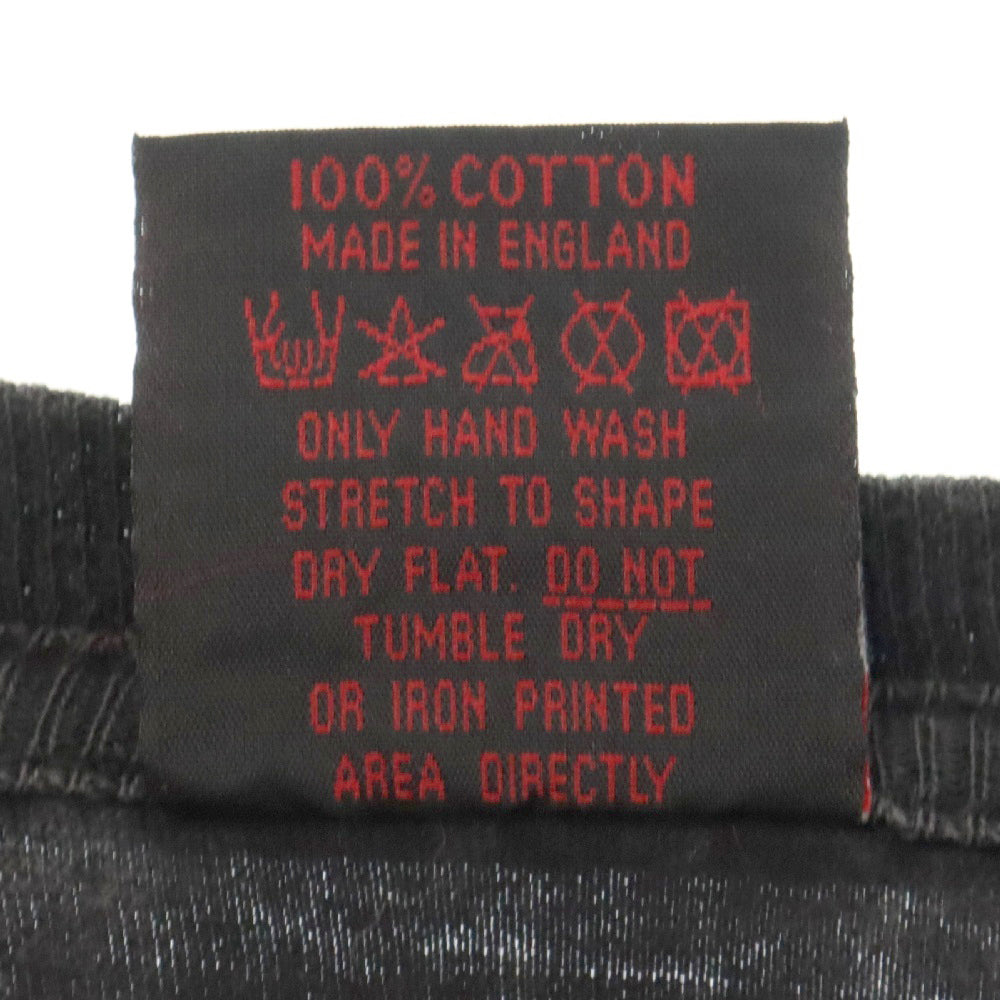 100% COTTON
MADE IN ENGLAND
ONLY HAND WASH
STRETCH TO SHAPE
DRY FLAT. DO NOT
TUMBLE DRY
OR IRON PRINTED
AREA DIRECTLY